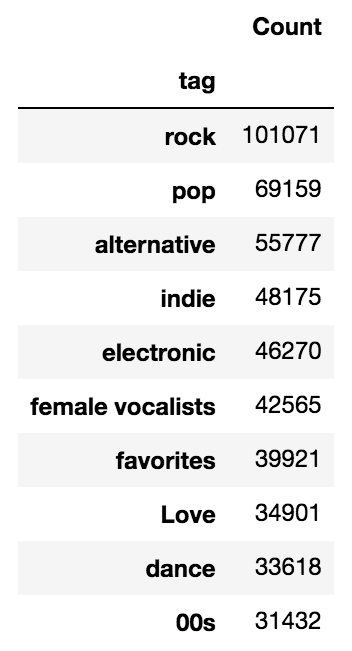 Count
tag
rock 101071
pop 69159
alternative 55777
indie 48175
electronic 46270
female vocalists 42565
favorites 39921
Love 34901
dance 33618
00s 31432